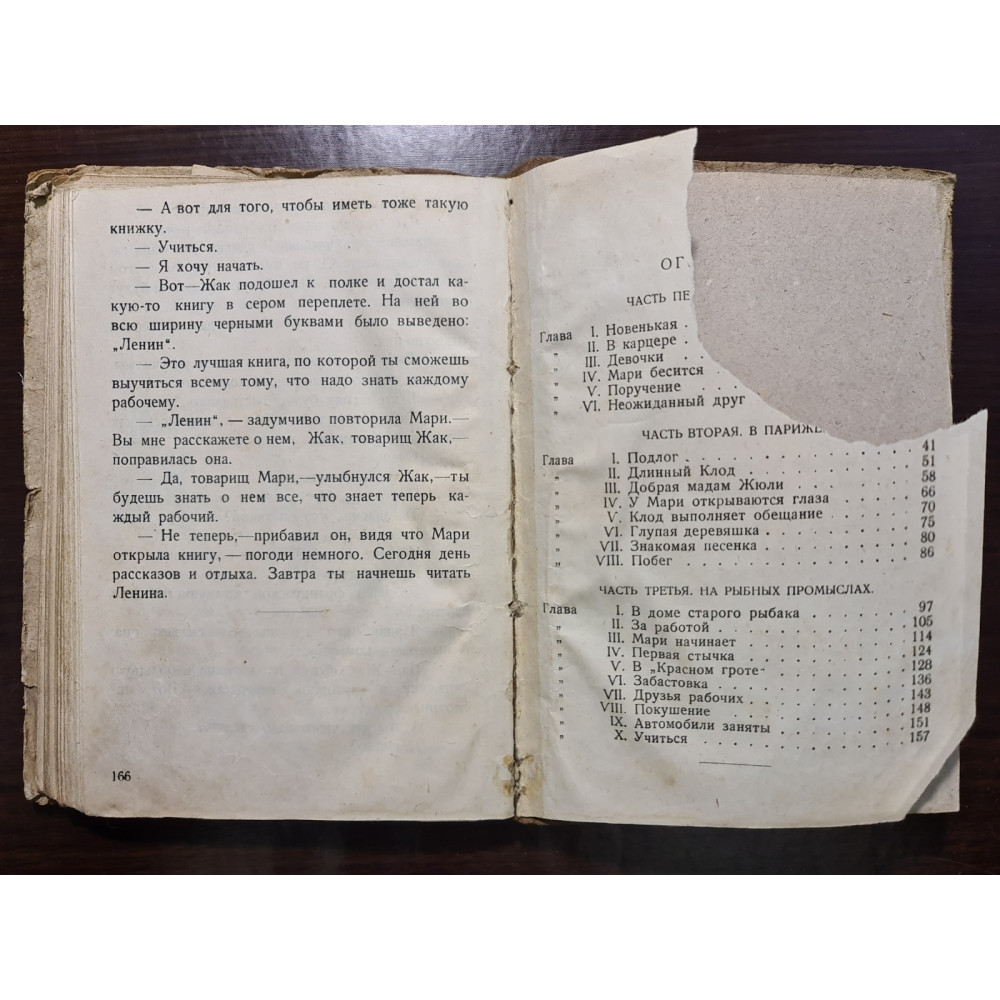 — А вот для того, чтобы иметь тоже такую
книжку.
— Учиться.
— Я хочу начать.
— Вот—Жак подошел к полке и достал ка-
кую-то книгу в сером переплете. На ней во
всю ширину черными буквами было выведено:
„Ленин“.
— Это лучшая книга, по которой ты сможешь
выучиться всему тому, что надо знать каждому
рабочему.
— „Ленин“, — задумчиво повторила Мари.—
Вы мне расскажете о нем, Жак, товарищ Жак,—
поправилась она.
— Да, товарищ Мари,—улыбнулся Жак,—ты
будешь знать о нем все, что знает теперь ка-
ждый рабочий.
— Не теперь,—прибавил он, видя что Мари
открыла книгу, — погоди немного. Сегодня день
рассказов и отдыха. Завтра ты начнешь читать
Ленина.
166
ОГ
ЧАСТЬ ПЕ
Глава I. Новенькая . .
„ II. В карцере .
„ III. Девочки . .
„ IV. Мари бесится
„ V. Поручение . .
„ VI. Неожиданный друг
ЧАСТЬ ВТОРАЯ. В ПАРИЖЕ
Глава I. Подлог . . . . . . . . . 41
„ II. Длинный Клод . . . . . . . . . 51
„ III. Добрая мадам Жюли . . . . . . . . . 58
„ IV. У Мари открываются глаза . . . . . . . 66
„ V. Клод выполняет обещание . . . . . . . 70
„ VI. Глупая деревяшка . . . . . . . . . 75
„ VII. Знакомая песенка . . . . . . . . . 80
„ VIII. Побег . . . . . . . . . 86
ЧАСТЬ ТРЕТЬЯ. НА РЫБНЫХ ПРОМЫСЛАХ.
Глава I. В доме старого рыбака . . . . . . . . 97
„ II. За работой . . . . . . . . . 105
„ III. Мари начинает . . . . . . . . . 114
„ IV. Первая стычка . . . . . . . . . 124
„ V. В „Красном гроте“ . . . . . . . . . 128
„ VI. Забастовка . . . . . . . . . 136
„ VII. Друзья рабочих . . . . . . . . . 143
„ VIII. Покушение . . . . . . . . . 148
„ IX. Автомобили заняты . . . . . . . . . 151
„ X. Учиться . . . . . . . . . 157